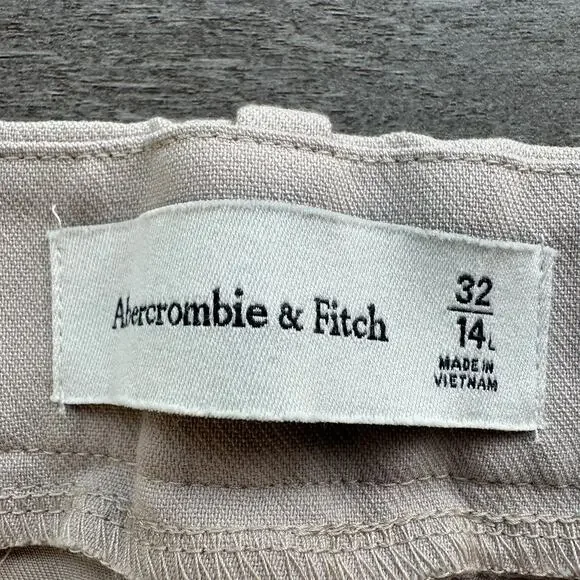 Abercrombie & Fitch
32
14L
MADE IN
VIETNAM